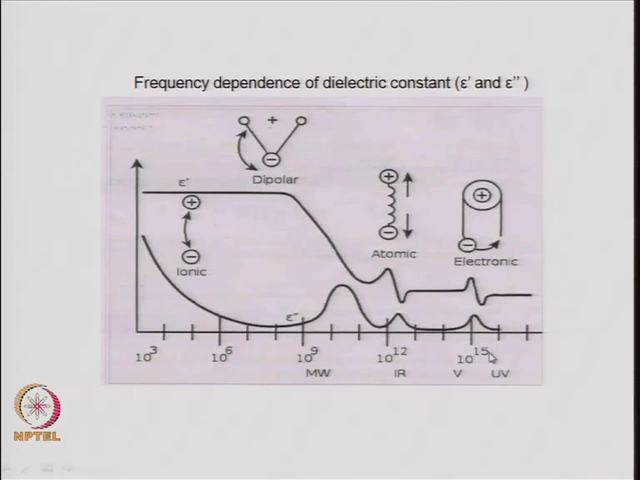 Frequency dependence of dielectric constant (ε' and ε'' )
+
−
Dipolar
ε'
+
−
Ionic
+
−
Atomic
+
−
Electronic
ε''
10³ 10⁶ 10⁹ 10¹² 10¹⁵
MW IR V UV
NPTEL